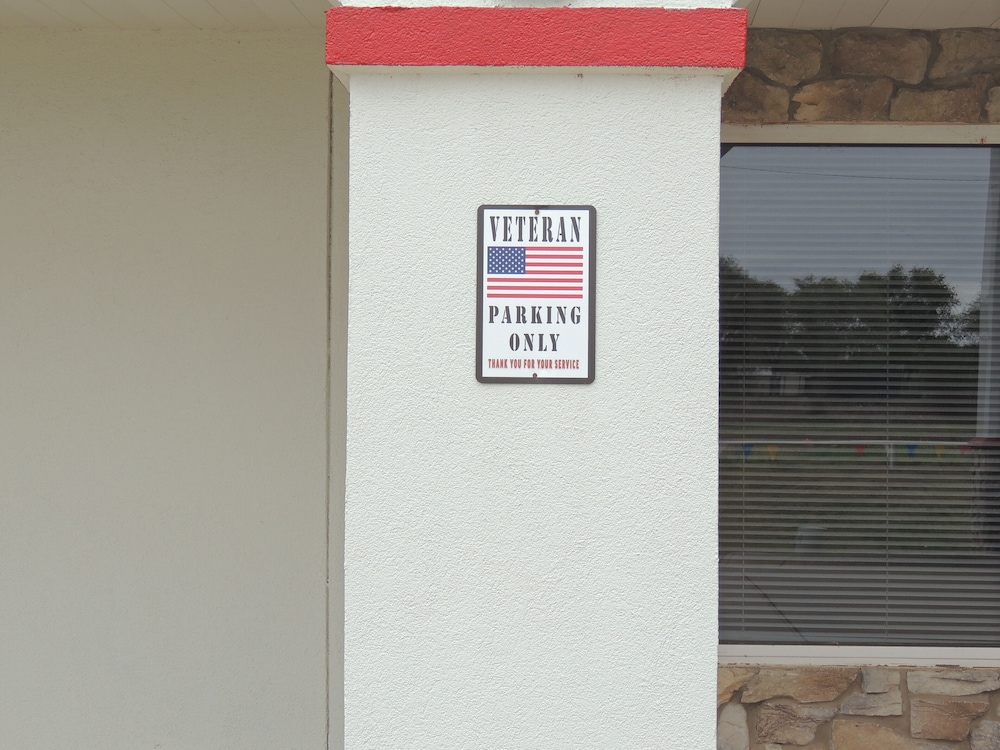 VETERAN
PARKING
ONLY
THANK YOU FOR YOUR SERVICE